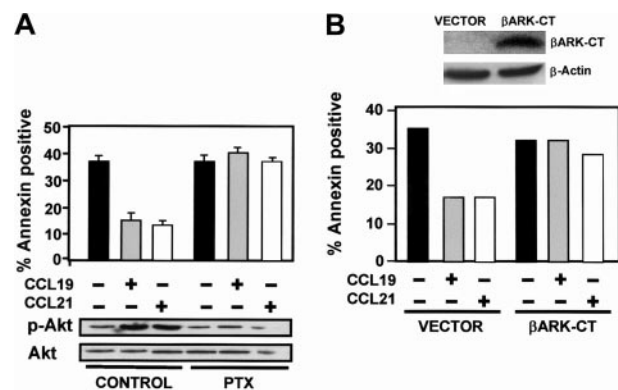 A
% Annexin positive
50
40
30
20
10
0
CCL19 – + – – + –
CCL21 – – + – – +
p-Akt
Akt
CONTROL PTX
B
VECTOR βARK-CT
βARK-CT
β-Actin
% Annexin positive
40
30
20
10
0
CCL19 – + – – + –
CCL21 – – + – – +
VECTOR βARK-CT